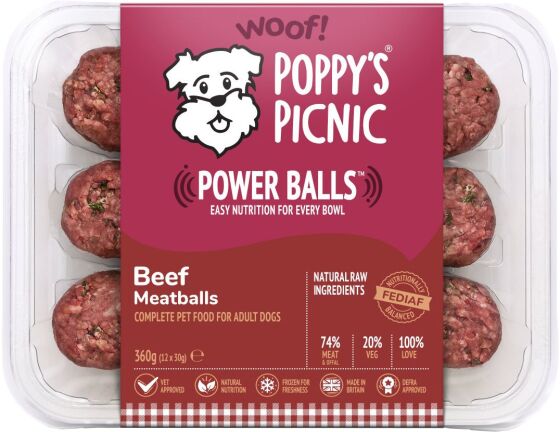 woof!
POPPY'S®
PICNIC
POWER BALLS™
EASY NUTRITION FOR EVERY BOWL
Beef
Meatballs
COMPLETE PET FOR ADULT DOGS
360g (12 x 30g) ℮
NATURAL RAW
INGREDIENTS
NUTRITIONALLY
FEDIAF
BALANCED
74%
MEAT
& OFFAL
20%
VEG
100%
LOVE
VET
APPROVED
NATURAL
NUTRITION
FROZEN FOR
FRESHNESS
MADE IN
BRITAIN
DEFRA
APPROVED